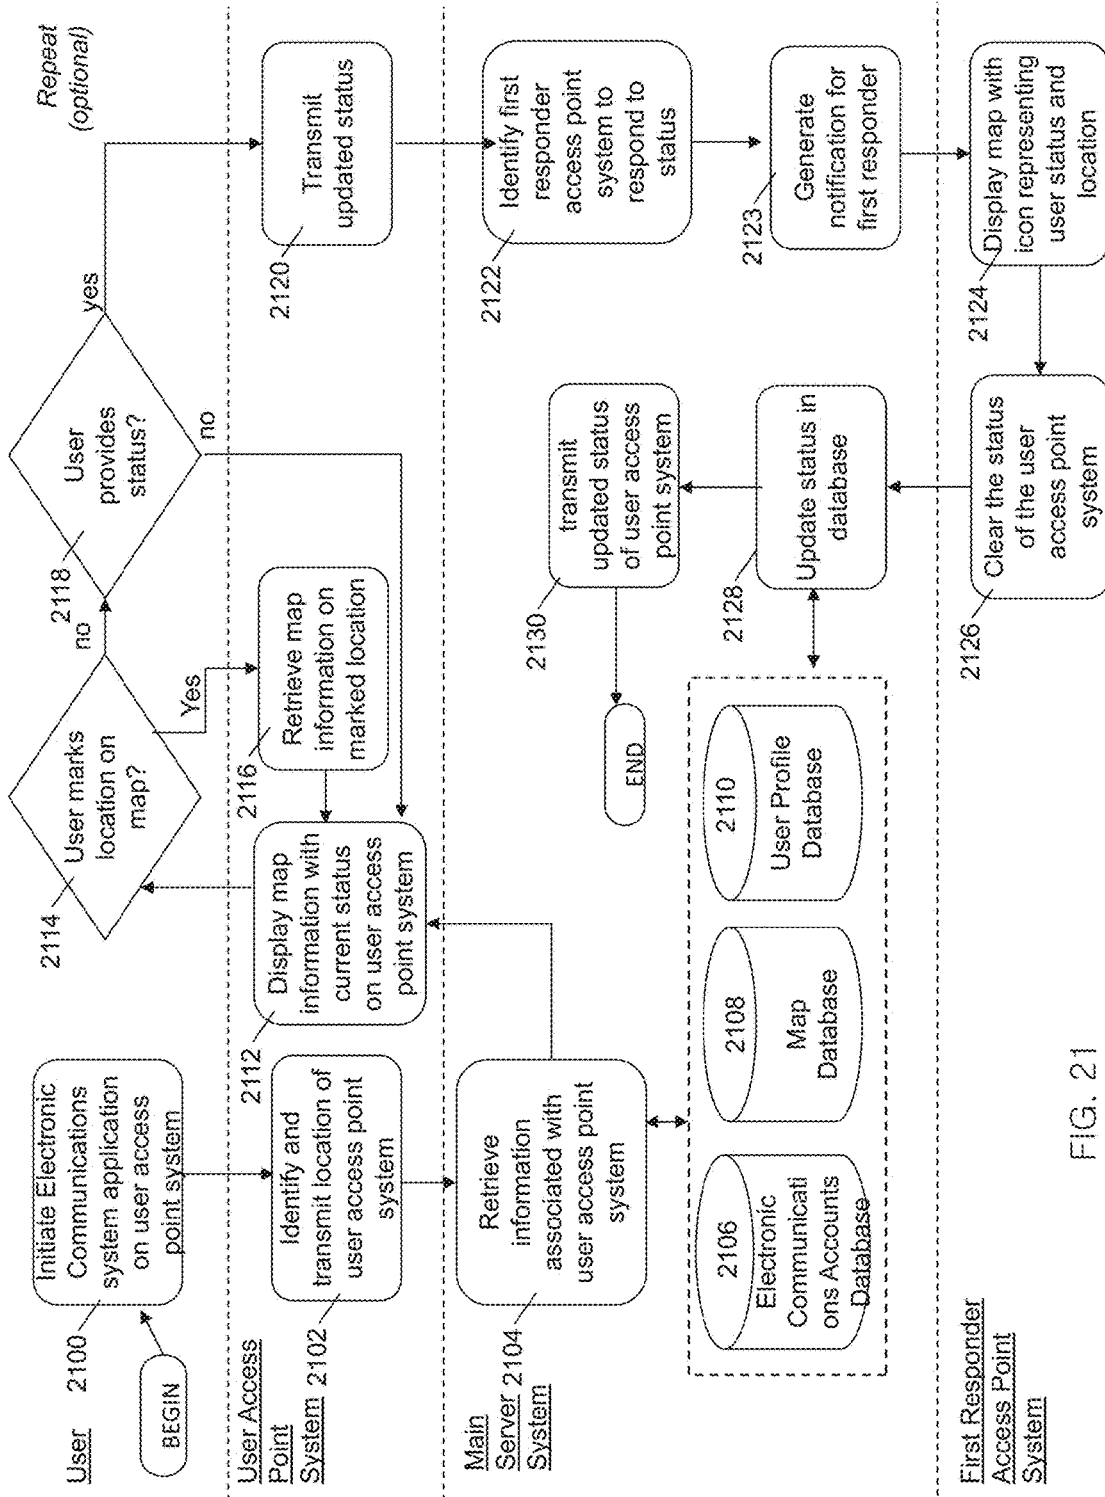 Repeat
(optional)
User
2100
BEGIN
Initiate Electronic
Communications
system application
on user access
point system
2114
User marks
location on
map?
no
Yes
2118
User
provides
status?
yes
no
User Access
Point
System
2102
Identify and
transmit location of
user access point
system
2112
Display map
information with
current status
on user access
point system
2116
Retrieve map
information on
marked location
2120
Transmit
updated status
Main
Server
System
2104
Retrieve
information
associated with
user access point
system
2106
Electronic
Communicati
ons Accounts
Database
2108
Map
Database
2110
User Profile
Database
END
2130
transmit
updated status
of user access
point system
2128
Update status in
database
2122
Identify first
responder
access point
system to
respond to
status
2123
Generate
notification for
first responder
First Responder
Access Point
System
2126
Clear the status
of the user
access point
system
2124
Display map with
icon representing
user status and
location
FIG. 21